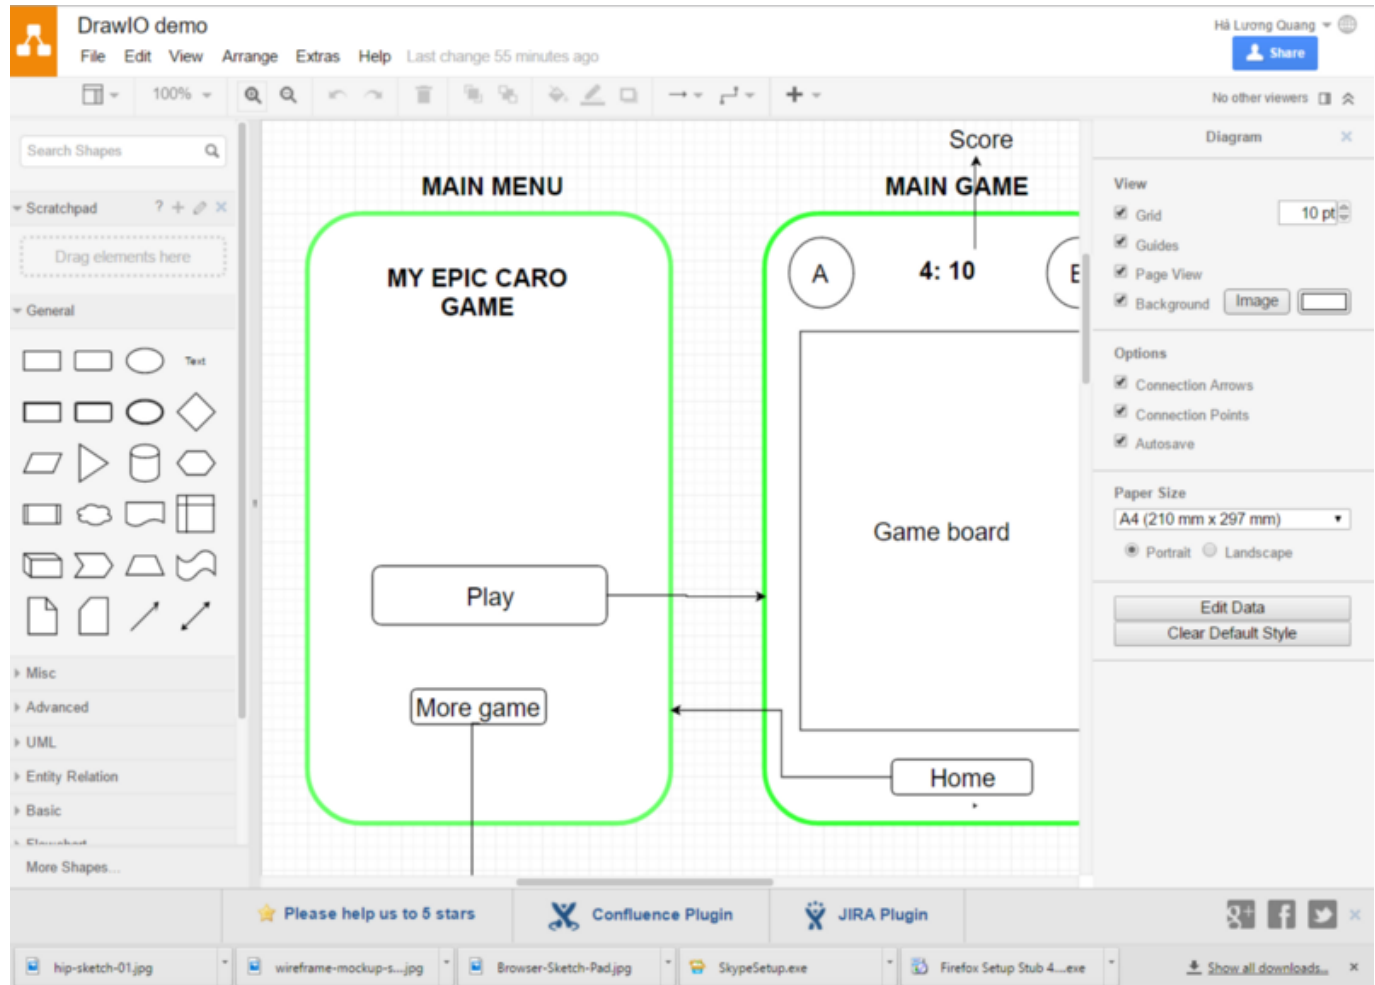 DrawIO demo
Hà Lương Quang
File Edit View Arrange Extras Help Last change 55 minutes ago
Share
100%
No other viewers
Search Shapes
Scratchpad ?
Drag elements here
General
Text
Misc
Advanced
UML
Entity Relation
Basic
Flowchart
More Shapes...
MAIN MENU
MY EPIC CARO
GAME
Play
More game
Score
MAIN GAME
A
4: 10
Game board
Home
Diagram
View
Grid 10 pt
Guides
Page View
Background Image
Options
Connection Arrows
Connection Points
Autosave
Paper Size
A4 (210 mm x 297 mm)
Portrait Landscape
Edit Data
Clear Default Style
Please help us to 5 stars
Confluence Plugin
JIRA Plugin
g+ f
hip-sketch-01.jpg
wireframe-mockup-s....jpg
Browser-Sketch-Pad.jpg
SkypeSetup.exe
Firefox Setup Stub 4....exe
Show all downloads...